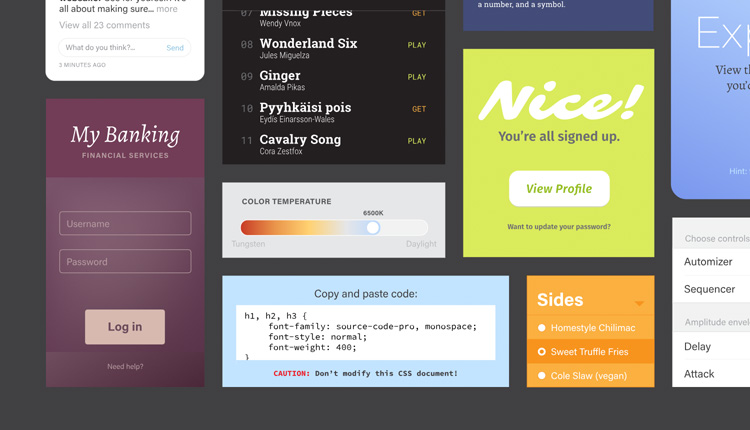 all about making sure... more
View all 23 comments
What do you think?... Send
3 MINUTES AGO
My Banking
FINANCIAL SERVICES
Username
Password
Log in
Need help?
07 Missing Pieces GET
Wendy Vnox
08 Wonderland Six PLAY
Jules Miguelza
09 Ginger PLAY
Amalda Pikas
10 Pyyhkäisi pois GET
Eydis Einarsson-Wales
11 Cavalry Song PLAY
Cora Zestfox
COLOR TEMPERATURE
6500K
Tungsten Daylight
Copy and paste code:
h1, h2, h3 {
font-family: source-code-pro, monospace;
font-style: normal;
font-weight: 400;
}
CAUTION: Don't modify this CSS document!
a number, and a symbol.
Nice!
You're all signed up.
View Profile
Want to update your password?
Sides
Homestyle Chilimac
Sweet Truffle Fries
Cole Slaw (vegan)
Exp
View th
you'd
Hint:
Choose controls
Automizer
Sequencer
Amplitude envel
Delay
Attack